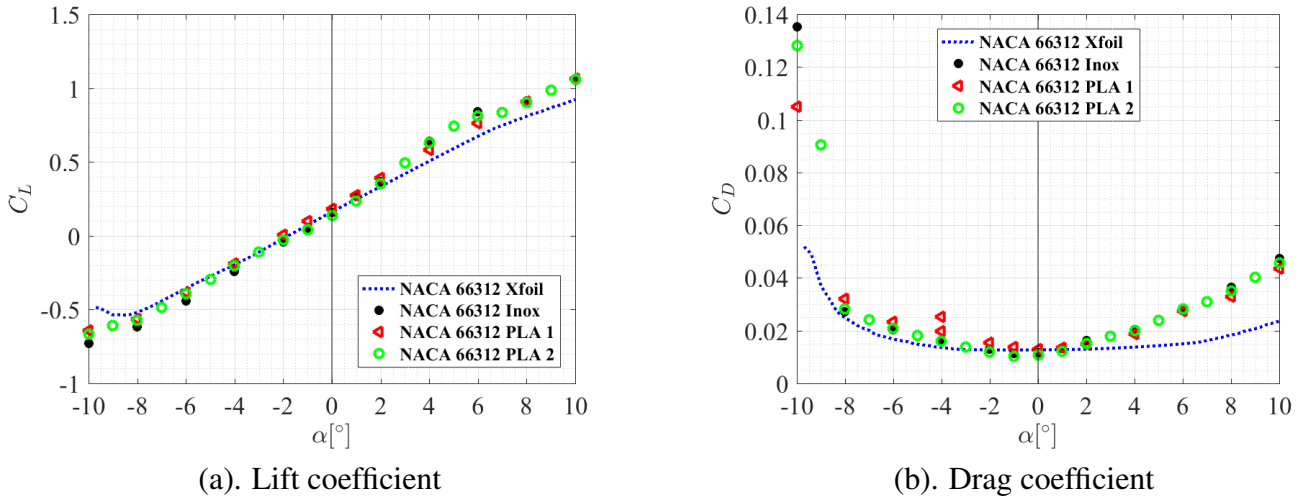 1.5
1
0.5
0
-0.5
-1
C_L
-10 -8 -6 -4 -2 0 2 4 6 8 10
α[°]
NACA 66312 Xfoil
NACA 66312 Inox
NACA 66312 PLA 1
NACA 66312 PLA 2
(a). Lift coefficient
0.14
0.12
0.1
0.08
0.06
0.04
0.02
0
C_D
-10 -8 -6 -4 -2 0 2 4 6 8 10
α[°]
NACA 66312 Xfoil
NACA 66312 Inox
NACA 66312 PLA 1
NACA 66312 PLA 2
(b). Drag coefficient